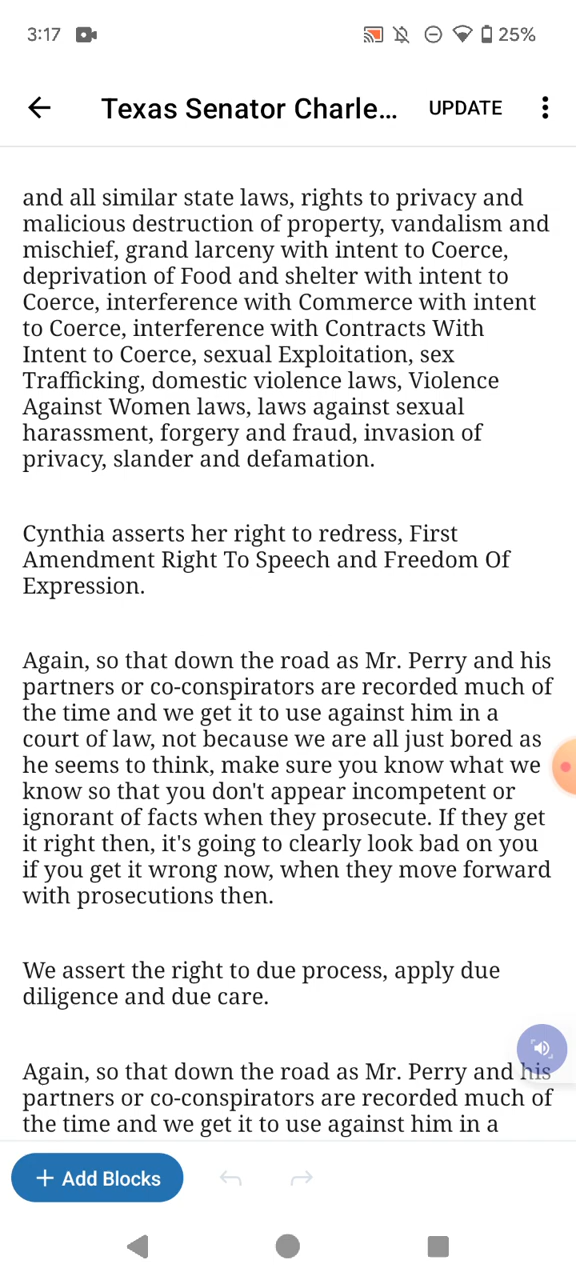 3:17
25%
Texas Senator Charle...
UPDATE
and all similar state laws, rights to privacy and
malicious destruction of property, vandalism and
mischief, grand larceny with intent to Coerce,
deprivation of Food and shelter with intent to
Coerce, interference with Commerce with intent
to Coerce, interference with Contracts With
Intent to Coerce, sexual Exploitation, sex
Trafficking, domestic violence laws, Violence
Against Women laws, laws against sexual
harassment, forgery and fraud, invasion of
privacy, slander and defamation.
Cynthia asserts her right to redress, First
Amendment Right To Speech and Freedom Of
Expression.
Again, so that down the road as Mr. Perry and his
partners or co-conspirators are recorded much of
the time and we get it to use against him in a
court of law, not because we are all just bored as
he seems to think, make sure you know what we
know so that you don't appear incompetent or
ignorant of facts when they prosecute. If they get
it right then, it's going to clearly look bad on you
if you get it wrong now, when they move forward
with prosecutions then.
We assert the right to due process, apply due
diligence and due care.
Again, so that down the road as Mr. Perry and his
partners or co-conspirators are recorded much of
the time and we get it to use against him in a
+ Add Blocks